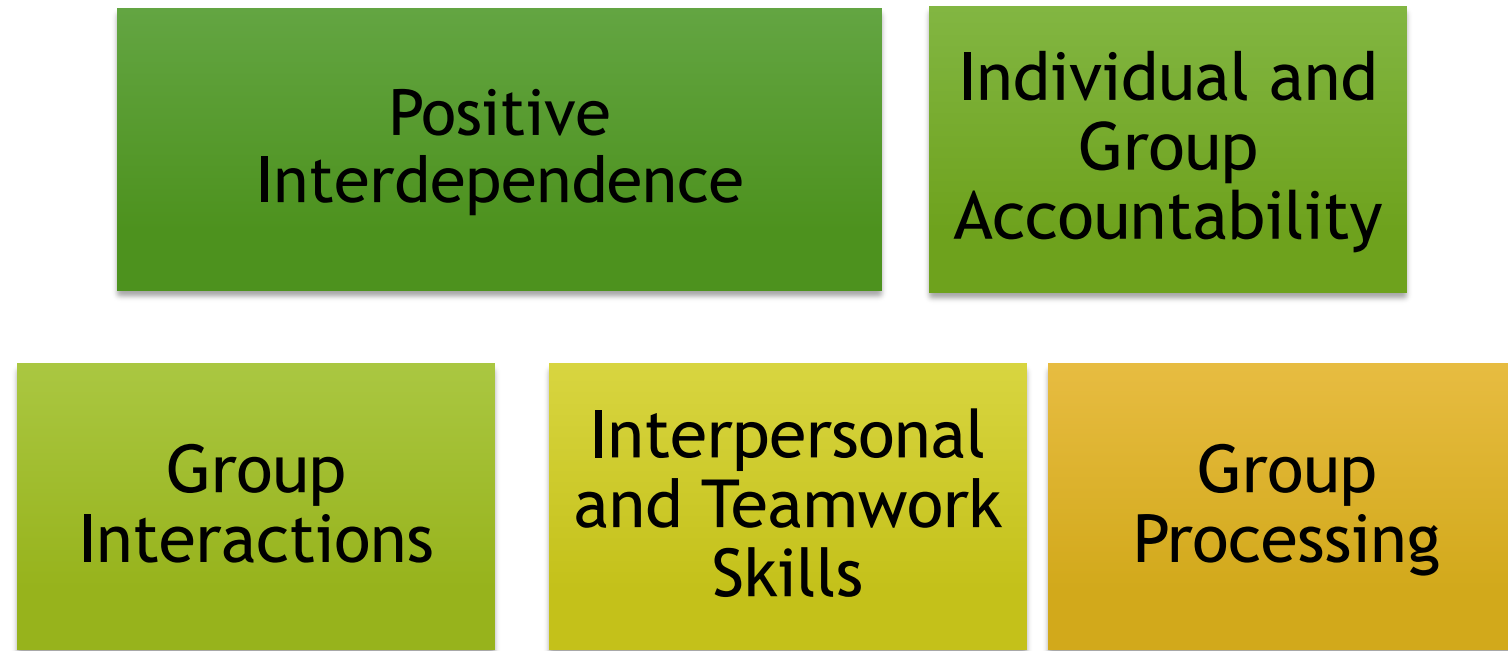 Positive
Interdependence
Individual and
Group
Accountability
Group
Interactions
Interpersonal
and Teamwork
Skills
Group
Processing